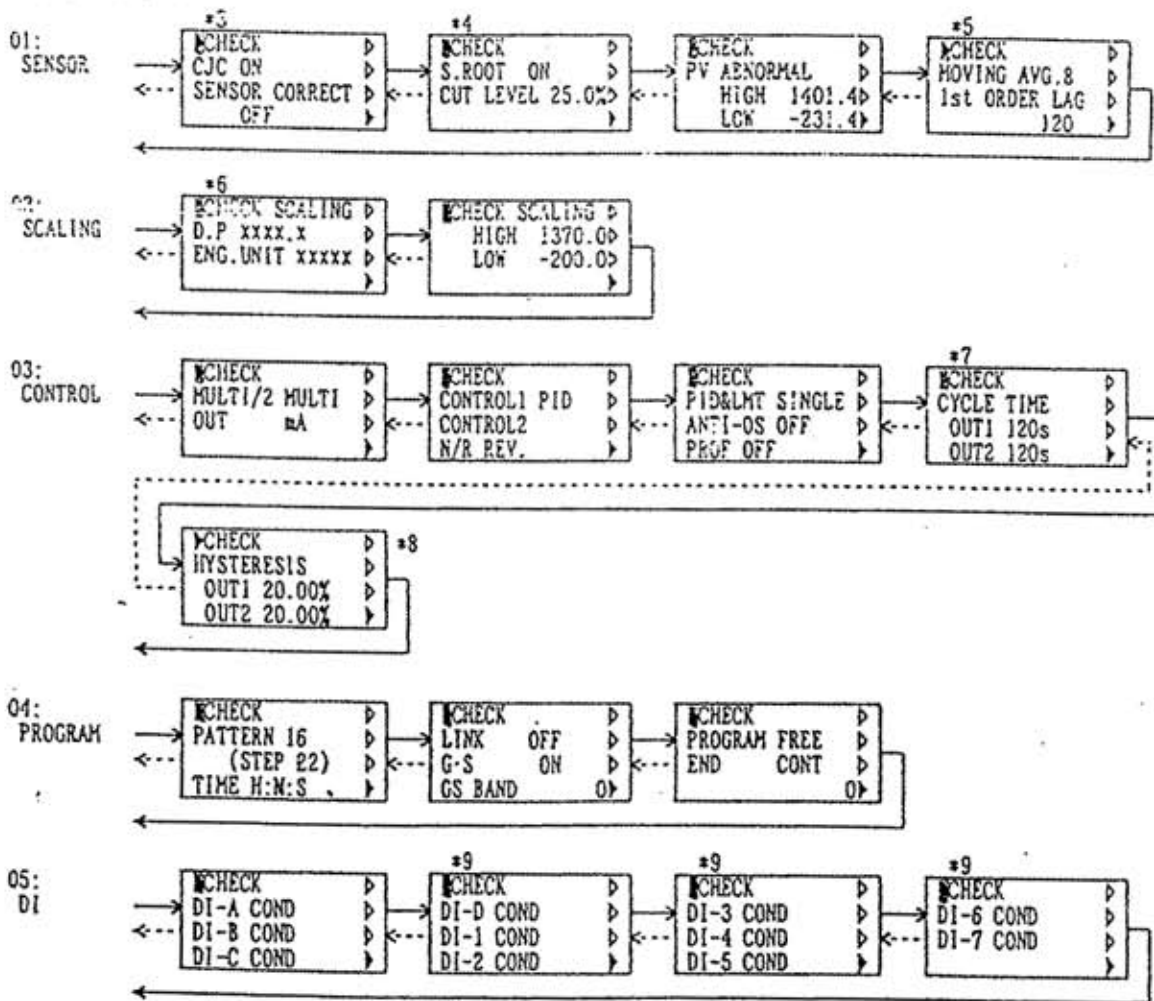 *3
*4
*5
01:
SENSOR
CHECK
CJC ON
SENSOR CORRECT
OFF
CHECK
S.ROOT ON
CUT LEVEL 25.0%
CHECK
PV ABNORMAL
HIGH 1401.4
LOW -231.4
CHECK
MOVING AVG.8
1st ORDER LAG
120
*6
02:
SCALING
CHECK SCALING
D.P XXXX.X
ENG.UNIT XXXXX
CHECK SCALING
HIGH 1370.0
LOW -200.0
03:
CONTROL
CHECK
MULTI/2 MULTI
OUT mA
CHECK
CONTROL1 PID
CONTROL2
N/R REV.
CHECK
PID&LMT SINGLE
ANTI-OS OFF
PROF OFF
*7
CHECK
CYCLE TIME
OUT1 120s
OUT2 120s
CHECK
HYSTERESIS
OUT1 20.00%
OUT2 20.00%
*8
04:
PROGRAM
CHECK
PATTERN 16
(STEP 22)
TIME H:M:S
CHECK
LINK OFF
G·S ON
GS BAND 0
CHECK
PROGRAM FREE
END CONT
0
05:
DI
CHECK
DI-A COND
DI-B COND
DI-C COND
*9
CHECK
DI-D COND
DI-1 COND
DI-2 COND
*9
CHECK
DI-3 COND
DI-4 COND
DI-5 COND
*9
CHECK
DI-6 COND
DI-7 COND